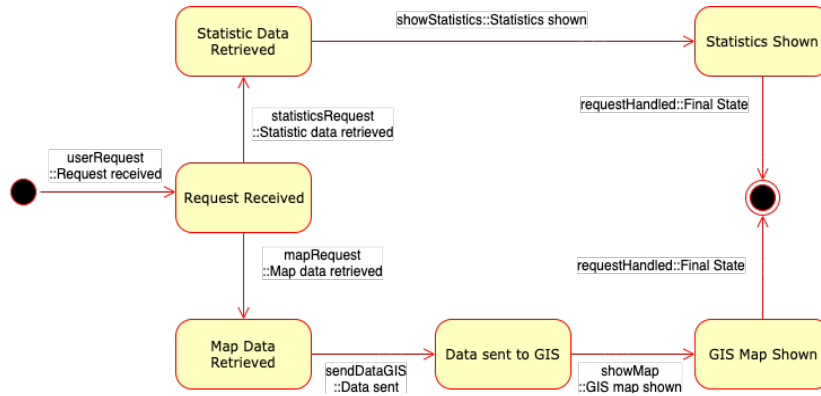 Statistic Data
Retrieved
showStatistics::Statistics shown
Statistics Shown
statisticsRequest
::Statistic data retrieved
requestHandled::Final State
userRequest
::Request received
Request Received
mapRequest
::Map data retrieved
requestHandled::Final State
Map Data
Retrieved
sendDataGIS
::Data sent
Data sent to GIS
showMap
::GIS map shown
GIS Map Shown